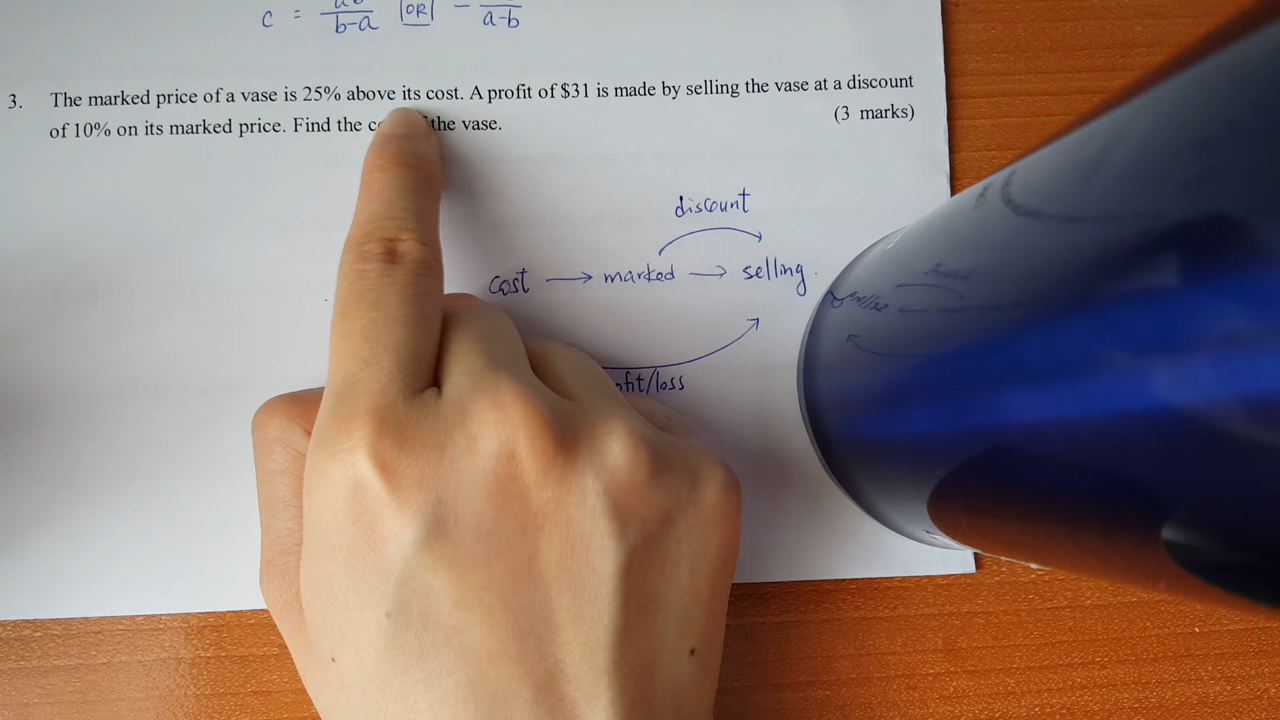 c = b-a OR - a-b
3. The marked price of a vase is 25% above its cost. A profit of $31 is made by selling the vase at a discount
of 10% on its marked price. Find the the vase. (3 marks)
discount
cost → marked → selling.
ofit/loss